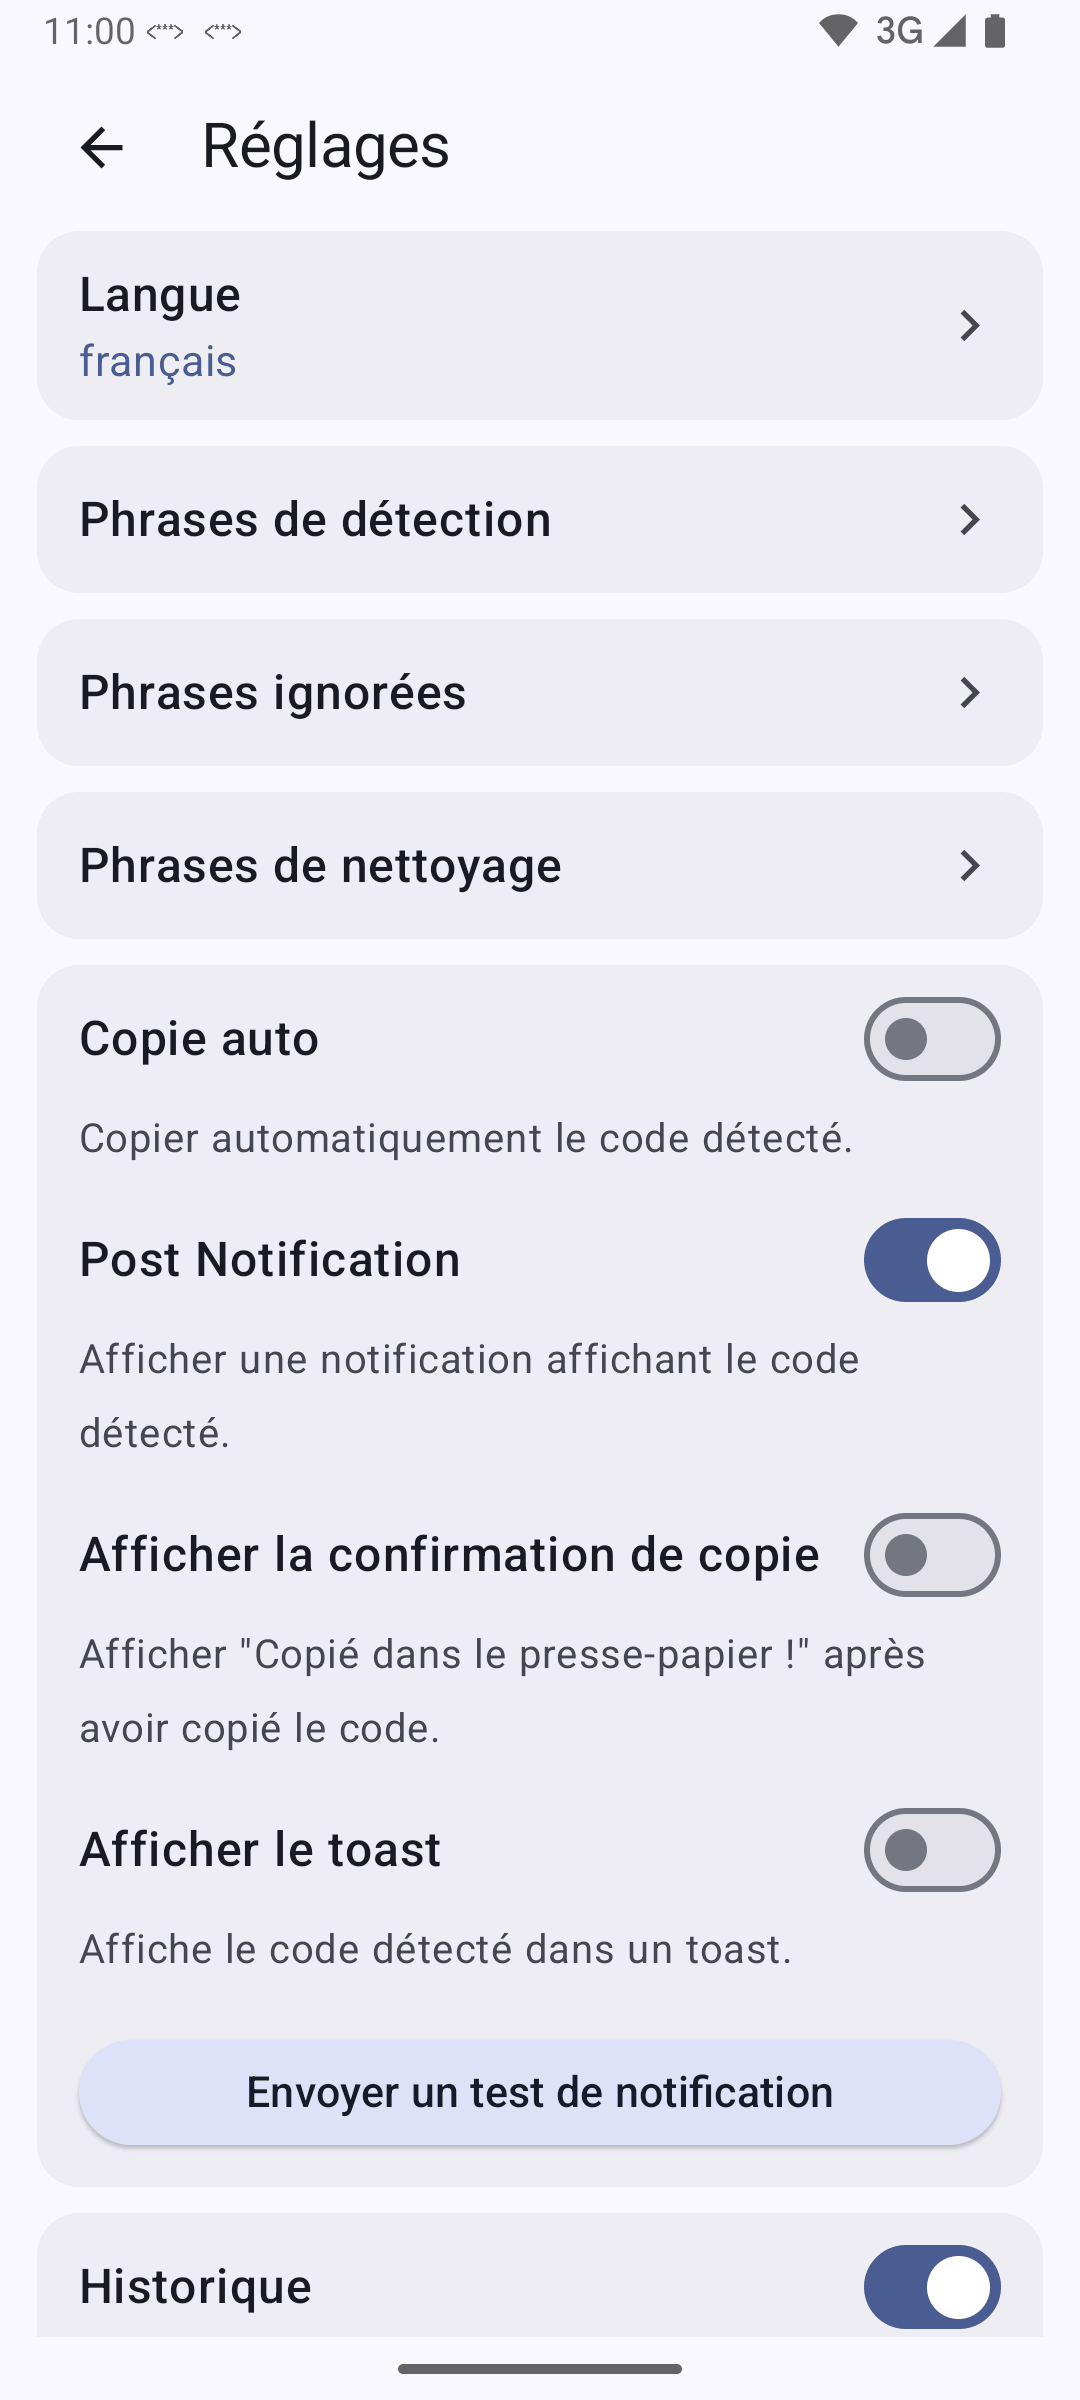 11:00 <***> <***> 3G
Réglages
Langue
français
Phrases de détection
Phrases ignorées
Phrases de nettoyage
Copie auto
Copier automatiquement le code détecté.
Post Notification
Afficher une notification affichant le code
détecté.
Afficher la confirmation de copie
Afficher "Copié dans le presse-papier !" après
avoir copié le code.
Afficher le toast
Affiche le code détecté dans un toast.
Envoyer un test de notification
Historique